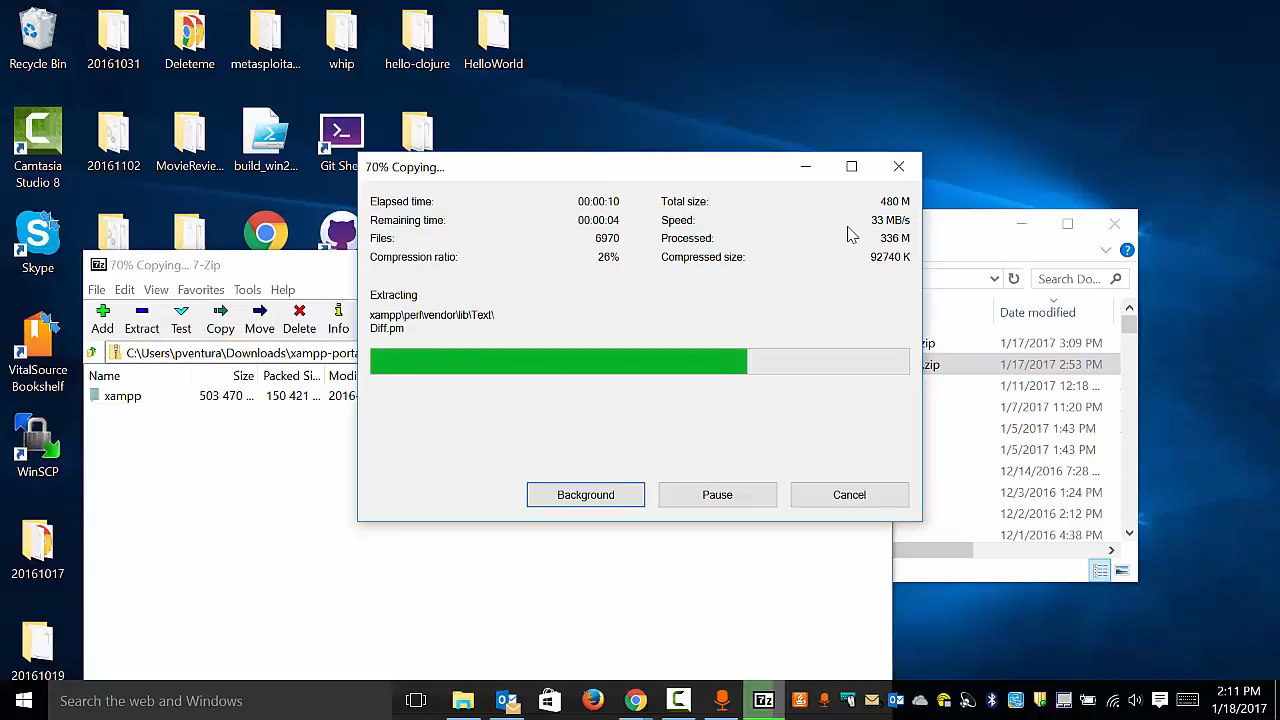 Recycle Bin
20161031
Deleteme
metasploita...
whip
hello-clojure
HelloWorld
Camtasia
Studio 8
20161102
MovieRevie...
build_win2...
Git She
Skype
VitalSource
Bookshelf
WinSCP
20161017
20161019
70% Copying...
Elapsed time:
00:00:10
Total size:
480 M
Remaining time:
00:00:04
Speed:
33 MB/s
Files:
6970
Processed:
336 M
Compression ratio:
26%
Compressed size:
92740 K
Extracting
xampp\perl\vendor\lib\Text\
Diff.pm
Background
Pause
Cancel
7z
70% Copying... 7-Zip
File
Edit
View
Favorites
Tools
Help
Add
Extract
Test
Copy
Move
Delete
Info
C:\Users\pventura\Downloads\xampp-porta
Name
Size
Packed Si...
Modi
xampp
503 470 ...
150 421 ...
2016-
Search Do...
Date modified
zip
1/17/2017 3:09 PM
zip
1/17/2017 2:53 PM
1/11/2017 12:18 ...
1/7/2017 11:20 PM
1/5/2017 1:43 PM
1/5/2017 1:43 PM
12/14/2016 7:28 ...
12/3/2016 1:24 PM
12/2/2016 2:12 PM
12/1/2016 4:38 PM
Search the web and Windows
7z
2:11 PM
1/18/2017